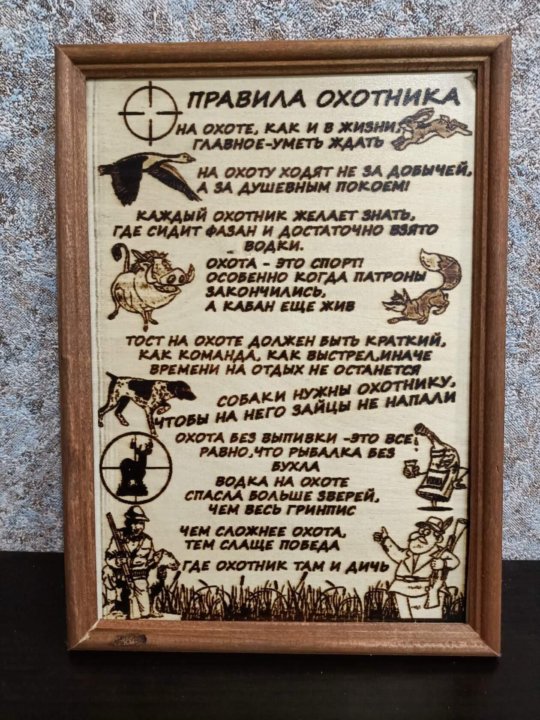 ПРАВИЛА ОХОТНИКА
НА ОХОТЕ, КАК И В ЖИЗНИ,
ГЛАВНОЕ-УМЕТЬ ЖДАТЬ
НА ОХОТУ ХОДЯТ НЕ ЗА ДОБЫЧЕЙ,
А ЗА ДУШЕВНЫМ ПОКОЕМ!
КАЖДЫЙ ОХОТНИК ЖЕЛАЕТ ЗНАТЬ,
ГДЕ СИДИТ ФАЗАН И ДОСТАТОЧНО ВЗЯТО
ВОДКИ.
ОХОТА - ЭТО СПОРТ!
ОСОБЕННО КОГДА ПАТРОНЫ
ЗАКОНЧИЛИСЬ,
А КАБАН ЕЩЕ ЖИВ
ТОСТ НА ОХОТЕ ДОЛЖЕН БЫТЬ КРАТКИЙ,
КАК КОМАНДА, КАК ВЫСТРЕЛ,ИНАЧЕ
ВРЕМЕНИ НА ОТДЫХ НЕ ОСТАНЕТСЯ
СОБАКИ НУЖНЫ ОХОТНИКУ,
ЧТОБЫ НА НЕГО ЗАЙЦЫ НЕ НАПАЛИ
ОХОТА БЕЗ ВЫПИВКИ -ЭТО ВСЕ
РАВНО,ЧТО РЫБАЛКА БЕЗ
БУХЛА
ВОДКА НА ОХОТЕ
СПАСЛА БОЛЬШЕ ЗВЕРЕЙ,
ЧЕМ ВЕСЬ ГРИНПИС
ЧЕМ СЛОЖНЕЕ ОХОТА,
ТЕМ СЛАЩЕ ПОБЕДА
ГДЕ ОХОТНИК ТАМ И ДИЧЬ